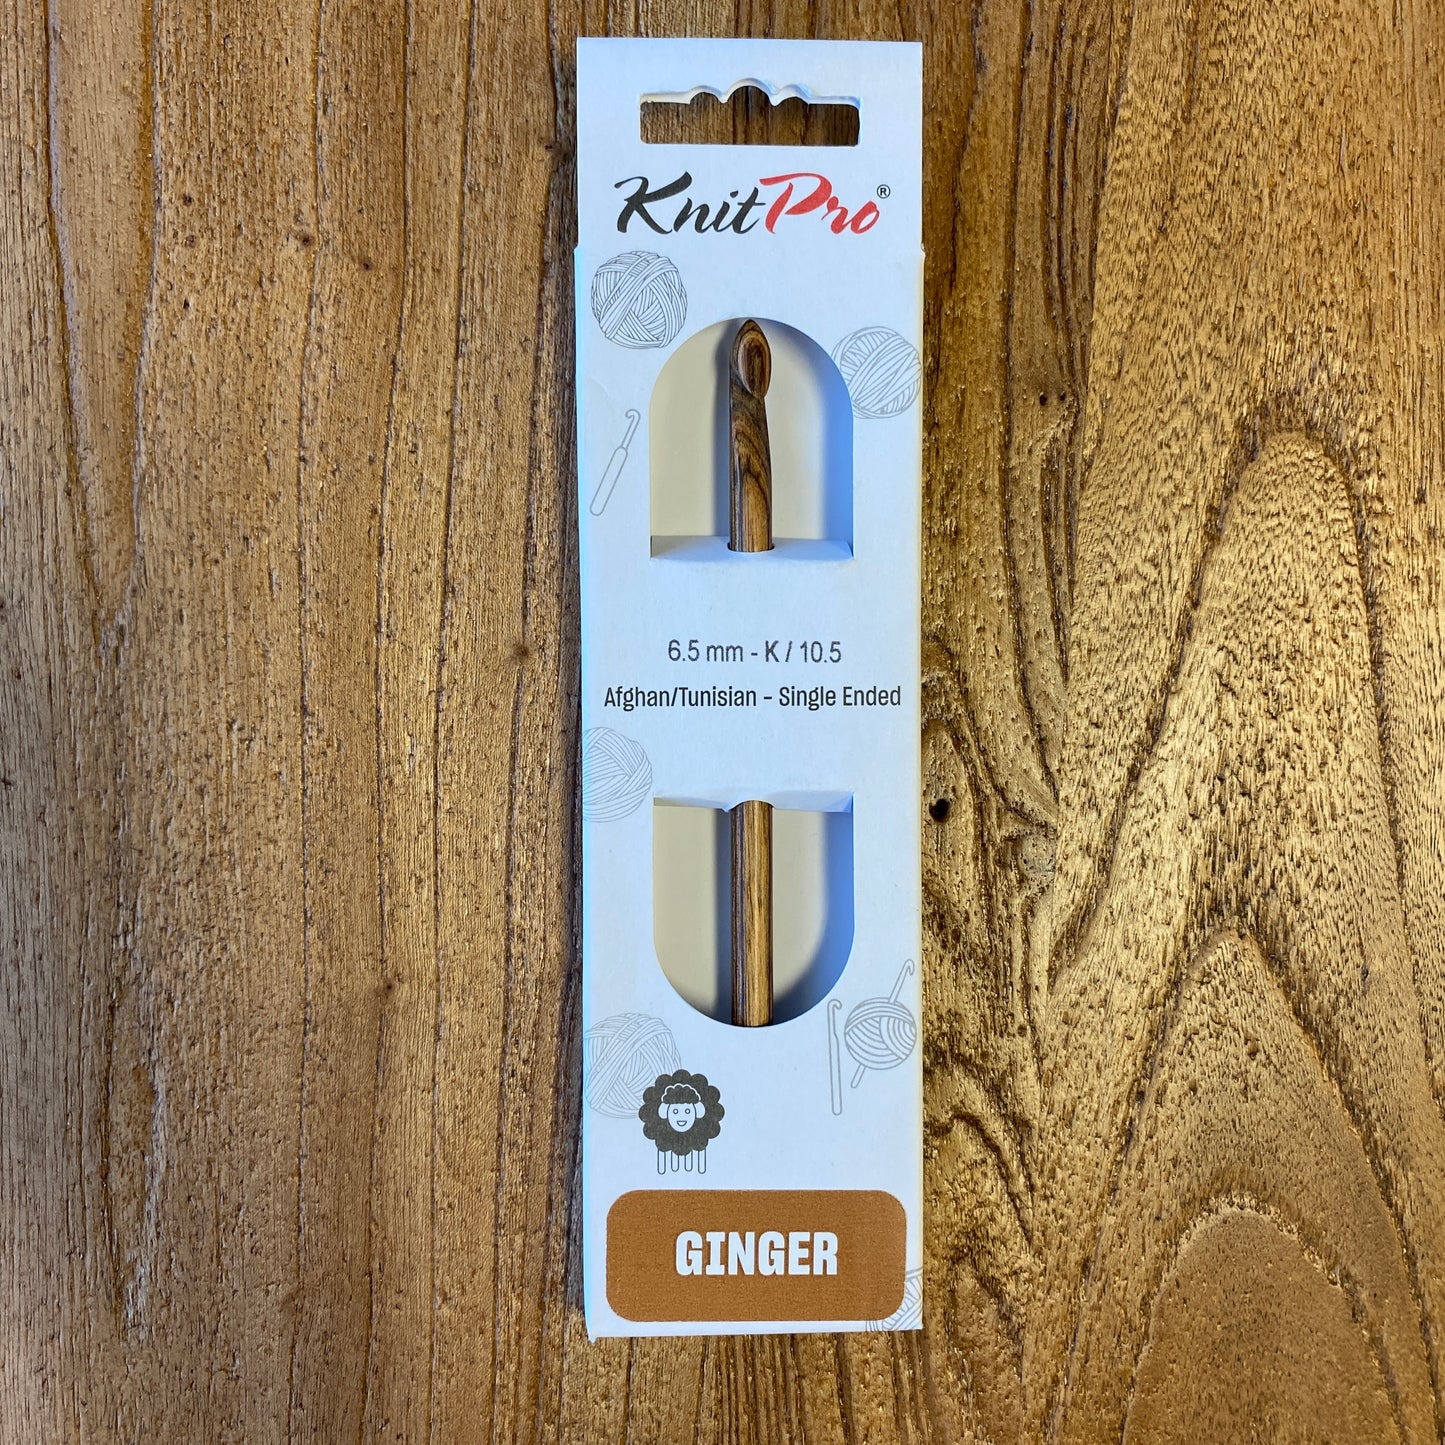 KnitPro®
6.5 mm - K / 10.5
Afghan/Tunisian - Single Ended
GINGER